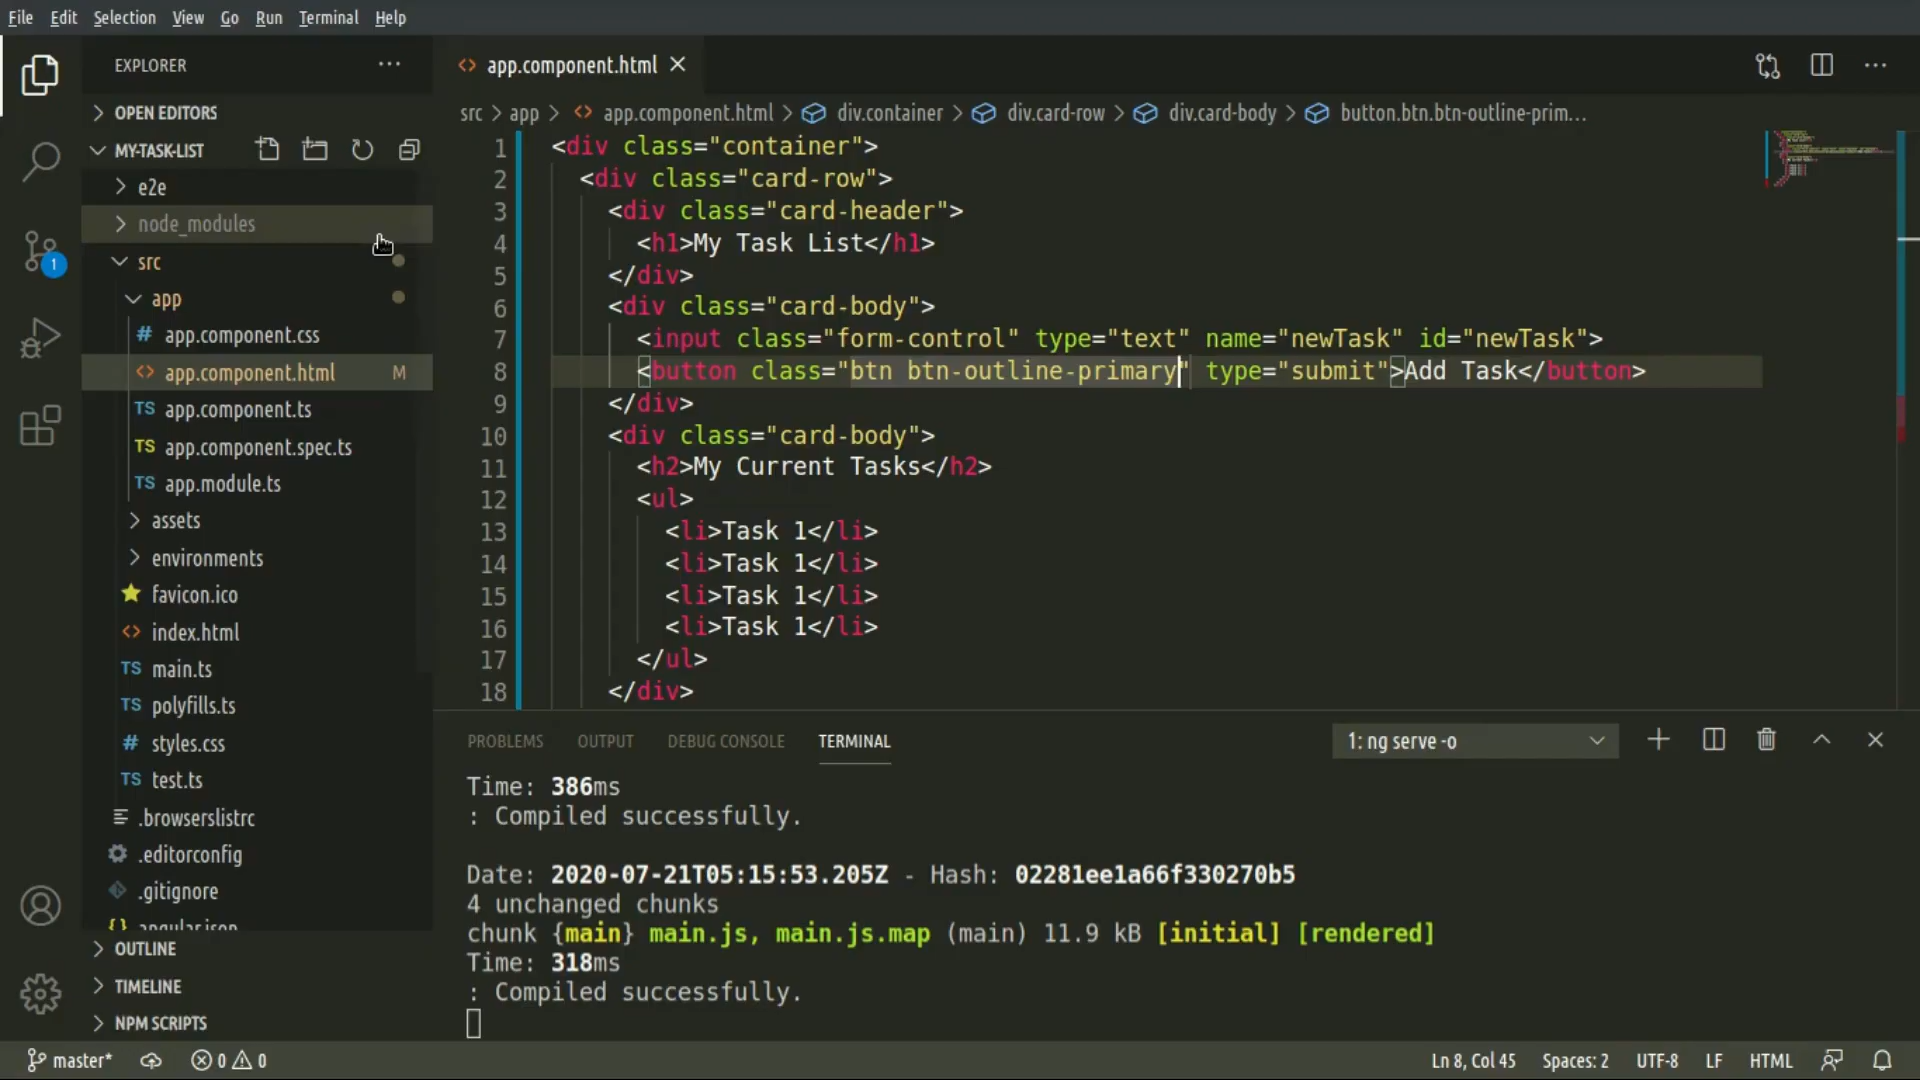 File Edit Selection View Go Run Terminal Help
EXPLORER
OPEN EDITORS
MY-TASK-LIST
e2e
node_modules
src
app
# app.component.css
<> app.component.html M
TS app.component.ts
TS app.component.spec.ts
TS app.module.ts
assets
environments
favicon.ico
<> index.html
TS main.ts
TS polyfills.ts
# styles.css
TS test.ts
.browserslistrc
.editorconfig
.gitignore
{} angular.json
OUTLINE
TIMELINE
NPM SCRIPTS
1
<> app.component.html
src > app > <> app.component.html > div.container > div.card-row > div.card-body > button.btn.btn-outline-prim...
1 <div class="container">
2 <div class="card-row">
3 <div class="card-header">
4 <h1>My Task List</h1>
5 </div>
6 <div class="card-body">
7 <input class="form-control" type="text" name="newTask" id="newTask">
8 <button class="btn btn-outline-primary" type="submit">Add Task</button>
9 </div>
10 <div class="card-body">
11 <h2>My Current Tasks</h2>
12 <ul>
13 <li>Task 1</li>
14 <li>Task 1</li>
15 <li>Task 1</li>
16 <li>Task 1</li>
17 </ul>
18 </div>
PROBLEMS OUTPUT DEBUG CONSOLE TERMINAL 1: ng serve -o
Time: 386ms
: Compiled successfully.
Date: 2020-07-21T05:15:53.205Z - Hash: 02281ee1a66f330270b5
4 unchanged chunks
chunk {main} main.js, main.js.map (main) 11.9 kB [initial] [rendered]
Time: 318ms
: Compiled successfully.
master* 0 0 Ln 8, Col 45 Spaces: 2 UTF-8 LF HTML